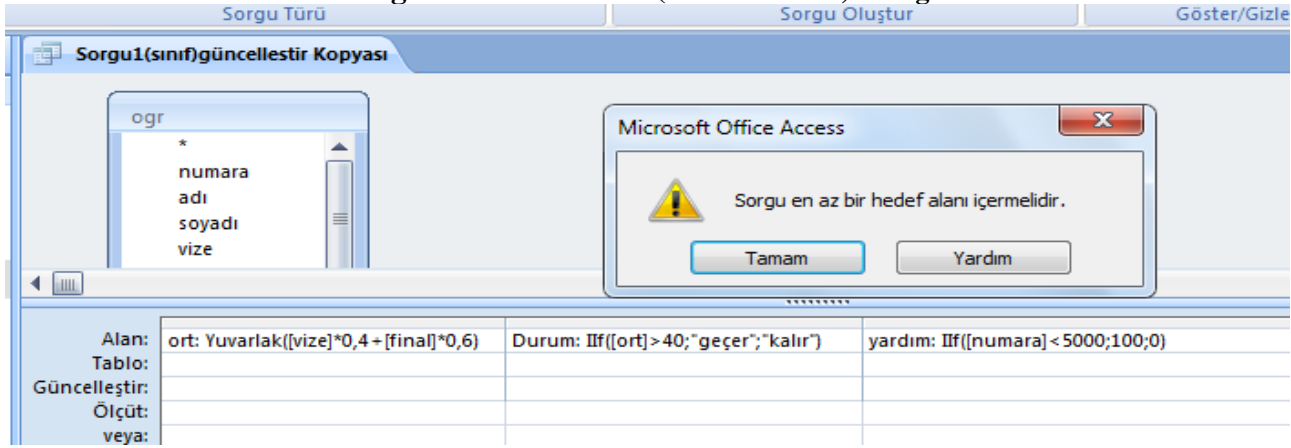 Sorgu Türü Sorgu Oluştur Göster/Gizle
Sorgu1(sınıf)güncellestir Kopyası
ogr
*
numara
adı
soyadı
vize
Microsoft Office Access
Sorgu en az bir hedef alanı içermelidir.
Tamam Yardım
Alan: ort: Yuvarlak([vize]*0,4+[final]*0,6) Durum: IIf([ort]>40;"geçer";"kalır") yardım: IIf([numara]<5000;100;0)
Tablo:
Güncelleştir:
Ölçüt:
veya: